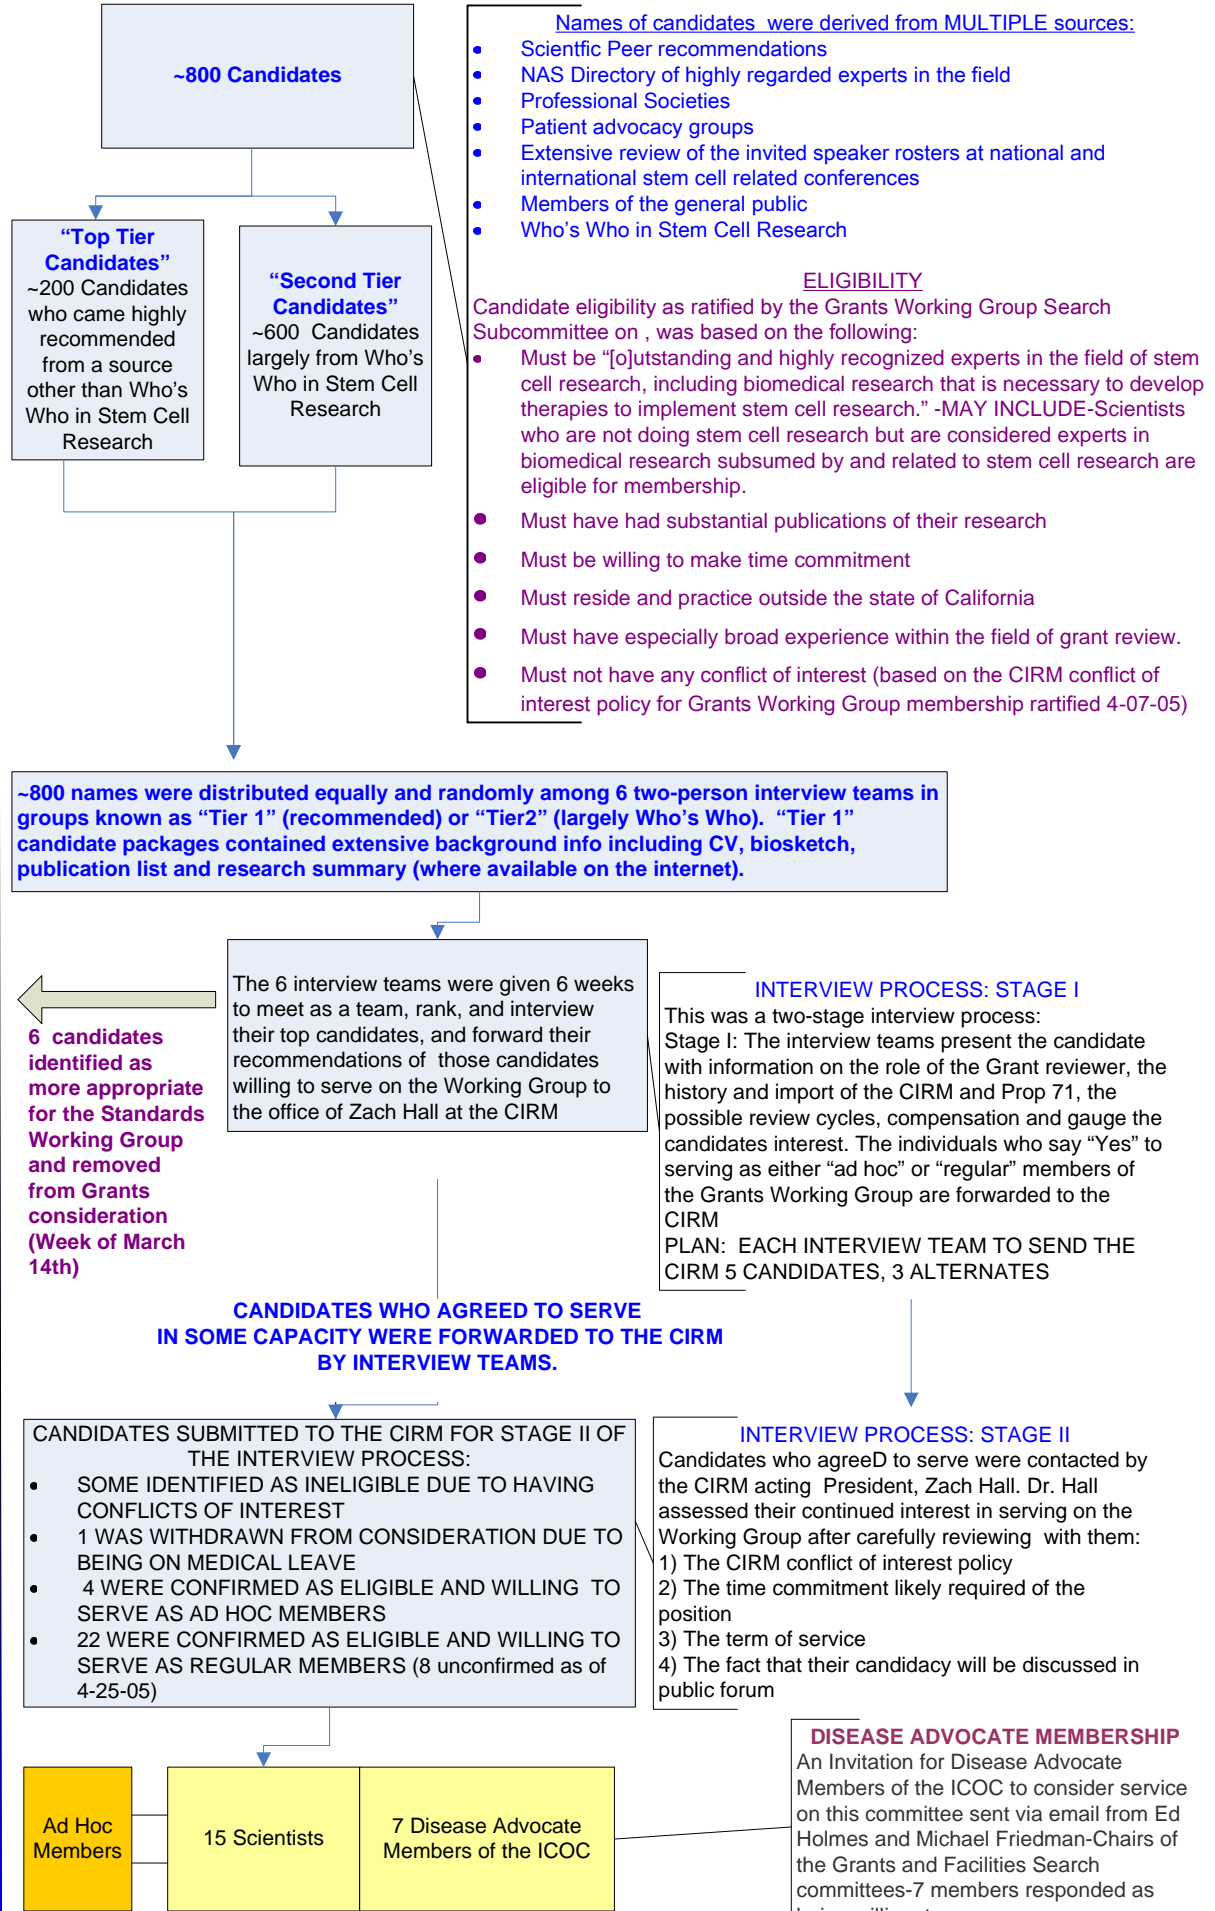 ~800 Candidates
Names of candidates  were derived from MULTIPLE sources:
• Scientfic Peer recommendations
• NAS Directory of highly regarded experts in the field
• Professional Societies
• Patient advocacy groups
• Extensive review of the invited speaker rosters at national and
international stem cell related conferences
• Members of the general public
• Who's Who in Stem Cell Research
ELIGIBILITY
Candidate eligibility as ratified by the Grants Working Group Search
Subcommittee on , was based on the following:
• Must be “[o]utstanding and highly recognized experts in the field of stem
cell research, including biomedical research that is necessary to develop
therapies to implement stem cell research.” -MAY INCLUDE-Scientists
who are not doing stem cell research but are considered experts in
biomedical research subsumed by and related to stem cell research are
eligible for membership.
• Must have had substantial publications of their research
• Must be willing to make time commitment
• Must reside and practice outside the state of California
• Must have especially broad experience within the field of grant review.
• Must not have any conflict of interest (based on the CIRM conflict of
interest policy for Grants Working Group membership rartified 4-07-05)
“Top Tier
Candidates”
~200 Candidates
who came highly
recommended
from a source
other than Who's
Who in Stem Cell
Research
“Second Tier
Candidates”
~600  Candidates
largely from Who's
Who in Stem Cell
Research
~800 names were distributed equally and randomly among 6 two-person interview teams in
groups known as “Tier 1” (recommended) or “Tier2” (largely Who's Who).  “Tier 1”
candidate packages contained extensive background info including CV, biosketch,
publication list and research summary (where available on the internet).
The 6 interview teams were given 6 weeks
to meet as a team, rank, and interview
their top candidates, and forward their
recommendations of  those candidates
willing to serve on the Working Group to
the office of Zach Hall at the CIRM
6  candidates
identified as
more appropriate
for the Standards
Working Group
and removed
from Grants
consideration
(Week of March
14th)
INTERVIEW PROCESS: STAGE I
This was a two-stage interview process:
Stage I: The interview teams present the candidate
with information on the role of the Grant reviewer, the
history and import of the CIRM and Prop 71, the
possible review cycles, compensation and gauge the
candidates interest. The individuals who say “Yes” to
serving as either “ad hoc” or “regular” members of
the Grants Working Group are forwarded to the
CIRM
PLAN:  EACH INTERVIEW TEAM TO SEND THE
CIRM 5 CANDIDATES, 3 ALTERNATES
CANDIDATES WHO AGREED TO SERVE
IN SOME CAPACITY WERE FORWARDED TO THE CIRM
BY INTERVIEW TEAMS.
CANDIDATES SUBMITTED TO THE CIRM FOR STAGE II OF
THE INTERVIEW PROCESS:
• SOME IDENTIFIED AS INELIGIBLE DUE TO HAVING
CONFLICTS OF INTEREST
• 1 WAS WITHDRAWN FROM CONSIDERATION DUE TO
BEING ON MEDICAL LEAVE
• 4 WERE CONFIRMED AS ELIGIBLE AND WILLING  TO
SERVE AS AD HOC MEMBERS
• 22 WERE CONFIRMED AS ELIGIBLE AND WILLING TO
SERVE AS REGULAR MEMBERS (8 unconfirmed as of
4-25-05)
INTERVIEW PROCESS: STAGE II
Candidates who agreeD to serve were contacted by
the CIRM acting  President, Zach Hall. Dr. Hall
assessed their continued interest in serving on the
Working Group after carefully reviewing  with them:
1) The CIRM conflict of interest policy
2) The time commitment likely required of the
position
3) The term of service
4) The fact that their candidacy will be discussed in
public forum
Ad Hoc
Members
15 Scientists
7 Disease Advocate
Members of the ICOC
DISEASE ADVOCATE MEMBERSHIP
An Invitation for Disease Advocate
Members of the ICOC to consider service
on this committee sent via email from Ed
Holmes and Michael Friedman-Chairs of
the Grants and Facilities Search
committees-7 members responded as